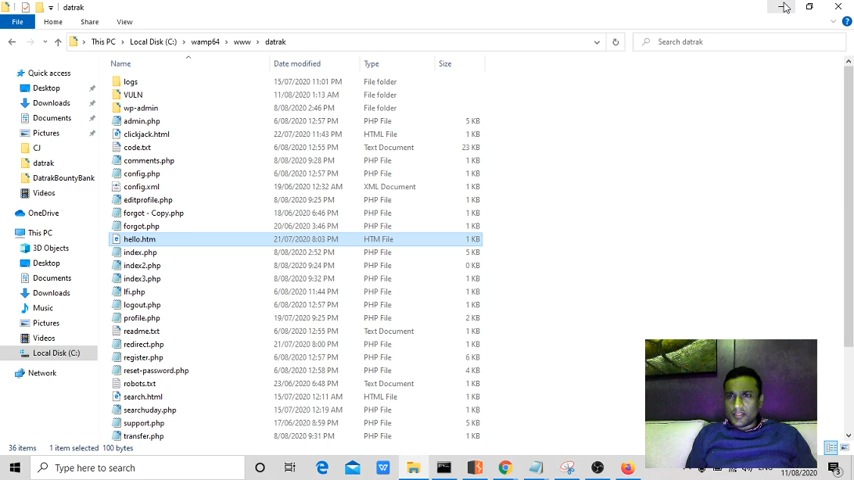 datrak
File Home Share View
This PC Local Disk (C:) wamp64 www datrak
Search datrak
Quick access
Desktop
Downloads
Documents
Pictures
CJ
datrak
DatrakBountyBank
Videos
OneDrive
This PC
3D Objects
Desktop
Documents
Downloads
Music
Pictures
Videos
Local Disk (C:)
Network
Name Date modified Type Size
logs 15/07/2020 11:01 PM File folder
VULN 11/08/2020 1:13 AM File folder
wp-admin 8/08/2020 2:46 PM File folder
admin.php 6/08/2020 12:57 PM PHP File 5 KB
clickjack.html 22/07/2020 11:43 PM HTML File 1 KB
code.txt 6/08/2020 12:55 PM Text Document 23 KB
comments.php 8/08/2020 9:28 PM PHP File 1 KB
config.php 6/08/2020 12:57 PM PHP File 1 KB
config.xml 19/06/2020 12:32 AM XML Document 1 KB
editprofile.php 8/08/2020 9:25 PM PHP File 1 KB
forgot - Copy.php 18/06/2020 6:46 PM PHP File 1 KB
forgot.php 20/06/2020 3:46 PM PHP File 1 KB
hello.htm 21/07/2020 8:03 PM HTM File 1 KB
index.php 8/08/2020 2:52 PM PHP File 5 KB
index2.php 8/08/2020 9:24 PM PHP File 0 KB
index3.php 8/08/2020 9:32 PM PHP File 1 KB
lfi.php 6/08/2020 11:44 PM PHP File 1 KB
logout.php 6/08/2020 12:57 PM PHP File 1 KB
profile.php 19/07/2020 9:25 PM PHP File 2 KB
readme.txt 6/08/2020 12:55 PM Text Document 1 KB
redirect.php 21/07/2020 8:00 PM PHP File 1 KB
register.php 6/08/2020 12:57 PM PHP File 6 KB
reset-password.php 6/08/2020 12:58 PM PHP File 4 KB
robots.txt 23/06/2020 6:48 PM Text Document 1 KB
search.html 15/07/2020 12:11 AM HTML File 1 KB
searchuday.php 15/07/2020 12:19 AM PHP File 1 KB
support.php 17/06/2020 8:59 PM PHP File 5 KB
transfer.php 8/08/2020 9:31 PM PHP File 1 KB
36 items 1 item selected 100 bytes
Type here to search
11/08/2020